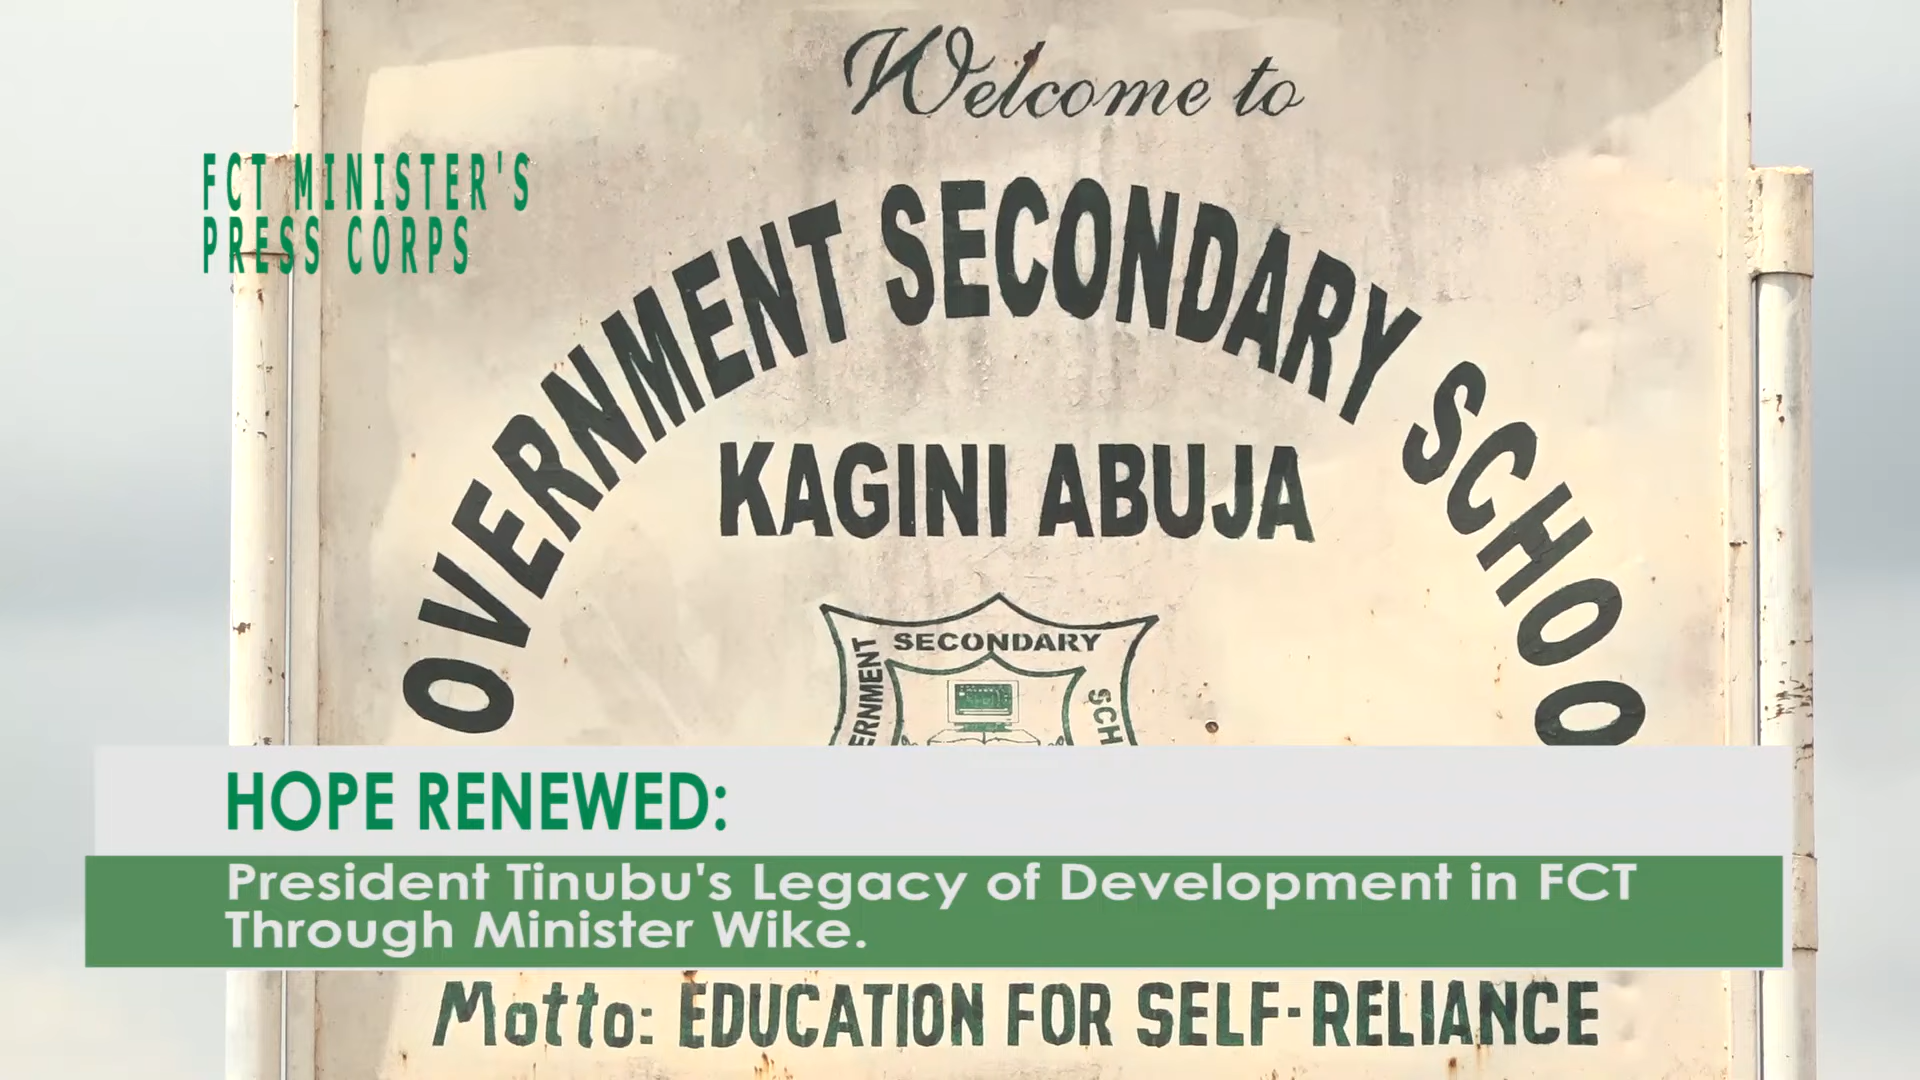 Welcome to
FCT MINISTER'S
PRESS CORPS
OVERNMENT SECONDARY SCHOO
KAGINI ABUJA
ERNMENT SECONDARY SCH
HOPE RENEWED:
President Tinubu's Legacy of Development in FCT
Through Minister Wike.
Motto: EDUCATION FOR SELF-RELIANCE